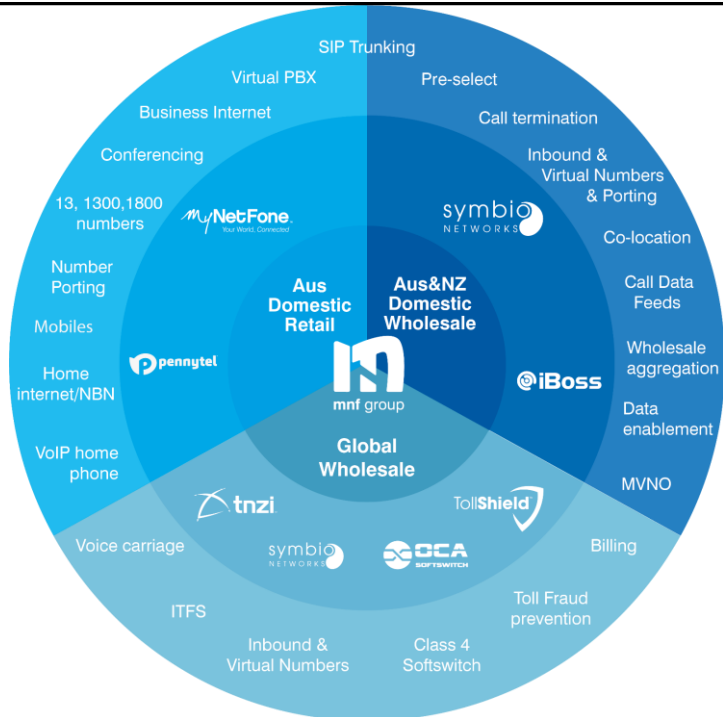 SIP Trunking
Virtual PBX
Business Internet
Conferencing
13, 1300,1800
numbers
Number
Porting
Mobiles
Home
internet/NBN
VoIP home
phone
MyNetFone
Your World, Connected
pennytel
Aus
Domestic
Retail
Pre-select
Call termination
Inbound &
Virtual Numbers
& Porting
Co-location
Call Data
Feeds
Wholesale
aggregation
Data
enablement
MVNO
symbio
NETWORKS
iBoss
Aus&NZ
Domestic
Wholesale
mnf group
Global
Wholesale
tnzi
TollShield
symbio
NETWORKS
OCA
SOFTSWITCH
Voice carriage
ITFS
Inbound &
Virtual Numbers
Class 4
Softswitch
Toll Fraud
prevention
Billing